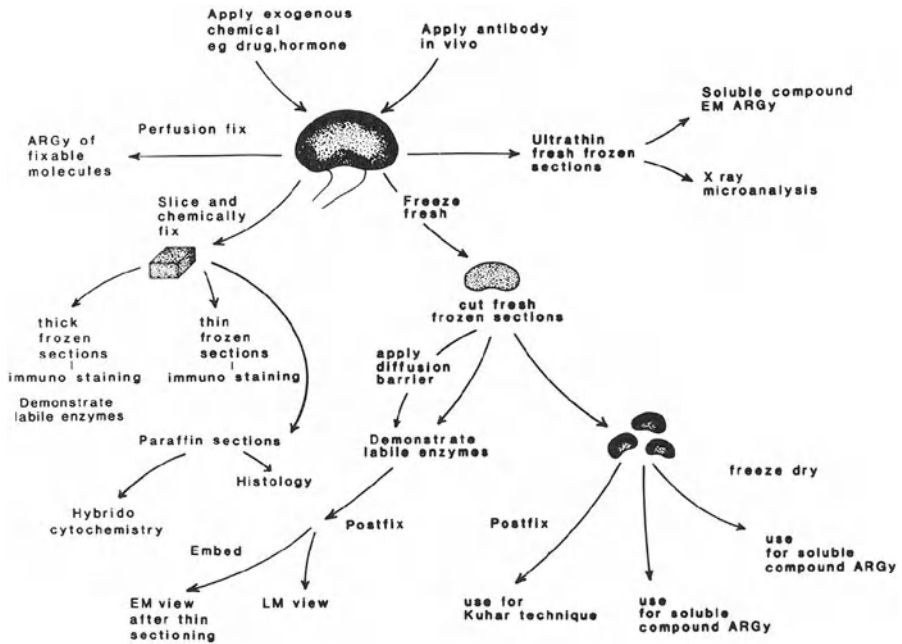 Apply exogenous
chemical
eg drug,hormone
Apply antibody
in vivo
Perfusion fix
ARGy of
fixable
molecules
Ultrathin
fresh frozen
sections
Soluble compound
EM ARGy
X ray
microanalysis
Slice and
chemically
fix
Freeze
fresh
cut fresh
frozen sections
thick
frozen
sections
immuno staining
Demonstrate
labile enzymes
thin
frozen
sections
immuno staining
apply
diffusion
barrier
Paraffin sections
Histology
Hybrido
cytochemistry
Demonstrate
labile enzymes
Postfix
Embed
EM view
after thin
sectioning
LM view
freeze dry
Postfix
use for
Kuhar technique
use
for soluble
compound ARGy
use
for soluble
compound ARGy